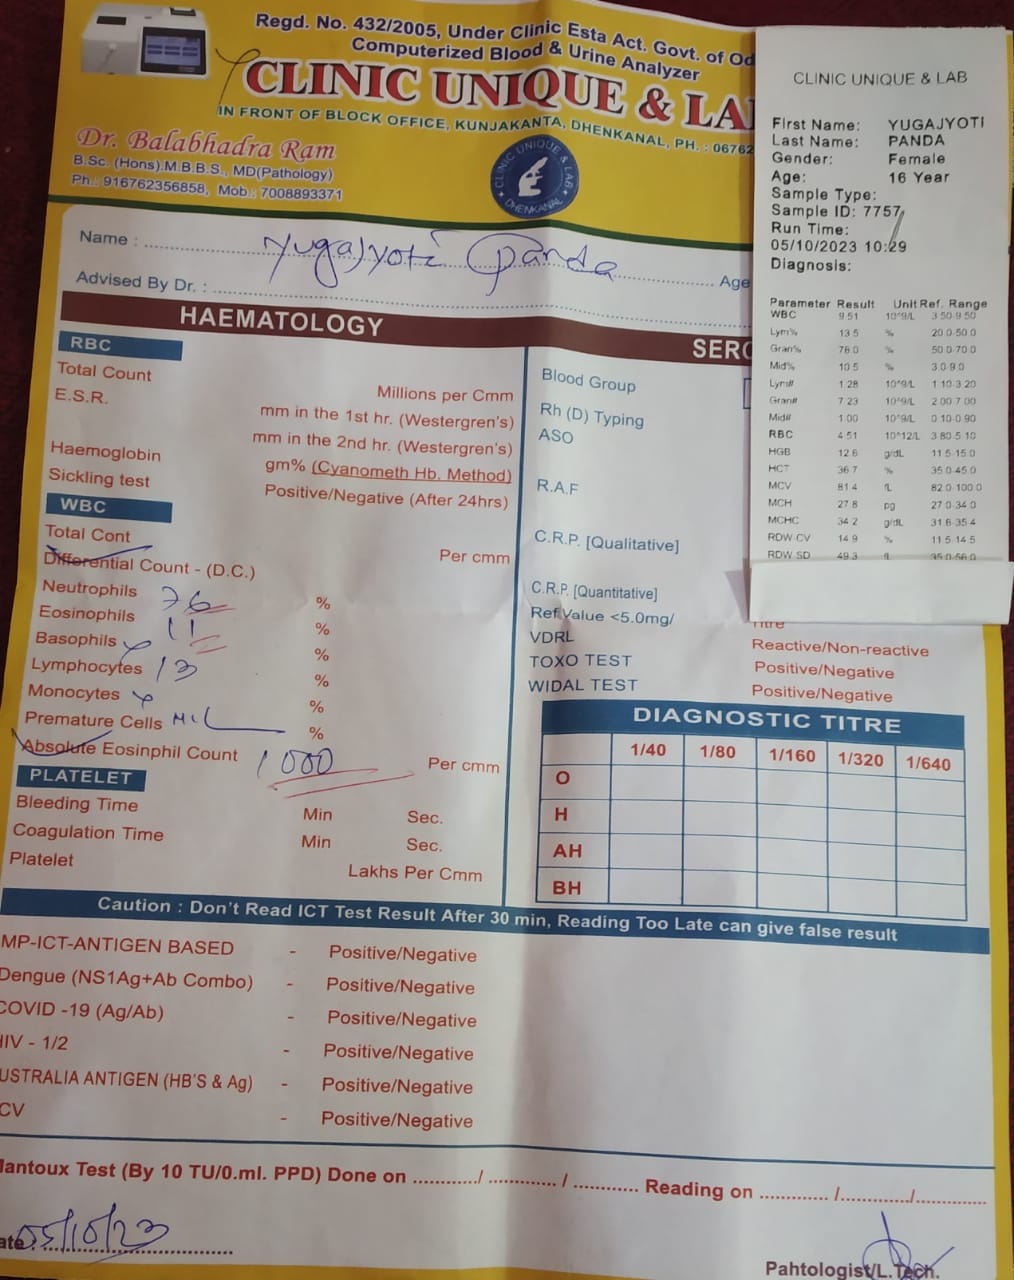 Regd. No. 432/2005, Under Clinic Esta Act. Govt. of Od
Computerized Blood & Urine Analyzer
CLINIC UNIQUE & LA
IN FRONT OF BLOCK OFFICE, KUNJAKANTA, DHENKANAL, PH. : 06762
Dr. Balabhadra Ram
B.Sc. (Hons).M.B.B.S., MD(Pathology)
Ph.: 916762356858, Mob.: 7008893371
CLINIC UNIQUE & LAB
DHENKANAL
Name : Yugajyoti Panda Age
Advised By Dr. :
HAEMATOLOGY
RBC
Total Count Millions per Cmm
E.S.R. mm in the 1st hr. (Westergren's)
mm in the 2nd hr. (Westergren's)
Haemoglobin gm% (Cyanometh Hb. Method)
Sickling test Positive/Negative (After 24hrs)
WBC
Total Cont Per cmm
Differential Count - (D.C.)
Neutrophils 76 %
Eosinophils 11 %
Basophils %
Lymphocytes 13 %
Monocytes %
Premature Cells %
Absolute Eosinphil Count 1000 Per cmm
PLATELET
Bleeding Time Min Sec.
Coagulation Time Min Sec.
Platelet Lakhs Per Cmm
SERO
Blood Group
Rh (D) Typing
ASO
R.A.F
C.R.P. [Qualitative]
C.R.P. [Quantitative]
Ref.Value <5.0mg/
Titre
VDRL Reactive/Non-reactive
TOXO TEST Positive/Negative
WIDAL TEST Positive/Negative
DIAGNOSTIC TITRE
1/40 1/80 1/160 1/320 1/640
O
H
AH
BH
CLINIC UNIQUE & LAB
First Name: YUGAJYOTI
Last Name: PANDA
Gender: Female
Age: 16 Year
Sample Type:
Sample ID: 7757
Run Time:
05/10/2023 10:29
Diagnosis:
Parameter Result Unit Ref. Range
WBC 9.51 10^9/L 3.50-9.50
Lym% 13.5 % 20.0-50.0
Gran% 76.0 % 50.0-70.0
Mid% 10.5 % 3.0-9.0
Lym# 1.28 10^9/L 1.10-3.20
Gran# 7.23 10^9/L 2.00-7.00
Mid# 1.00 10^9/L 0.10-0.90
RBC 4.51 10^12/L 3.80-5.10
HGB 12.6 g/dL 11.5-15.0
HCT 36.7 % 35.0-45.0
MCV 81.4 fL 82.0-100.0
MCH 27.8 pg 27.0-34.0
MCHC 34.2 g/dL 31.6-35.4
RDW-CV 14.9 % 11.5-14.5
RDW-SD 49.3 fL 35.0-56.0
Caution : Don't Read ICT Test Result After 30 min, Reading Too Late can give false result
MP-ICT-ANTIGEN BASED - Positive/Negative
Dengue (NS1Ag+Ab Combo) - Positive/Negative
COVID -19 (Ag/Ab) - Positive/Negative
HIV - 1/2 - Positive/Negative
USTRALIA ANTIGEN (HB'S & Ag) - Positive/Negative
CV - Positive/Negative
Mantoux Test (By 10 TU/0.ml. PPD) Done on ............/ ............ / ............ Reading on ............ /............/............
ate : 05/10/23
Pahtologist/L.Tech.